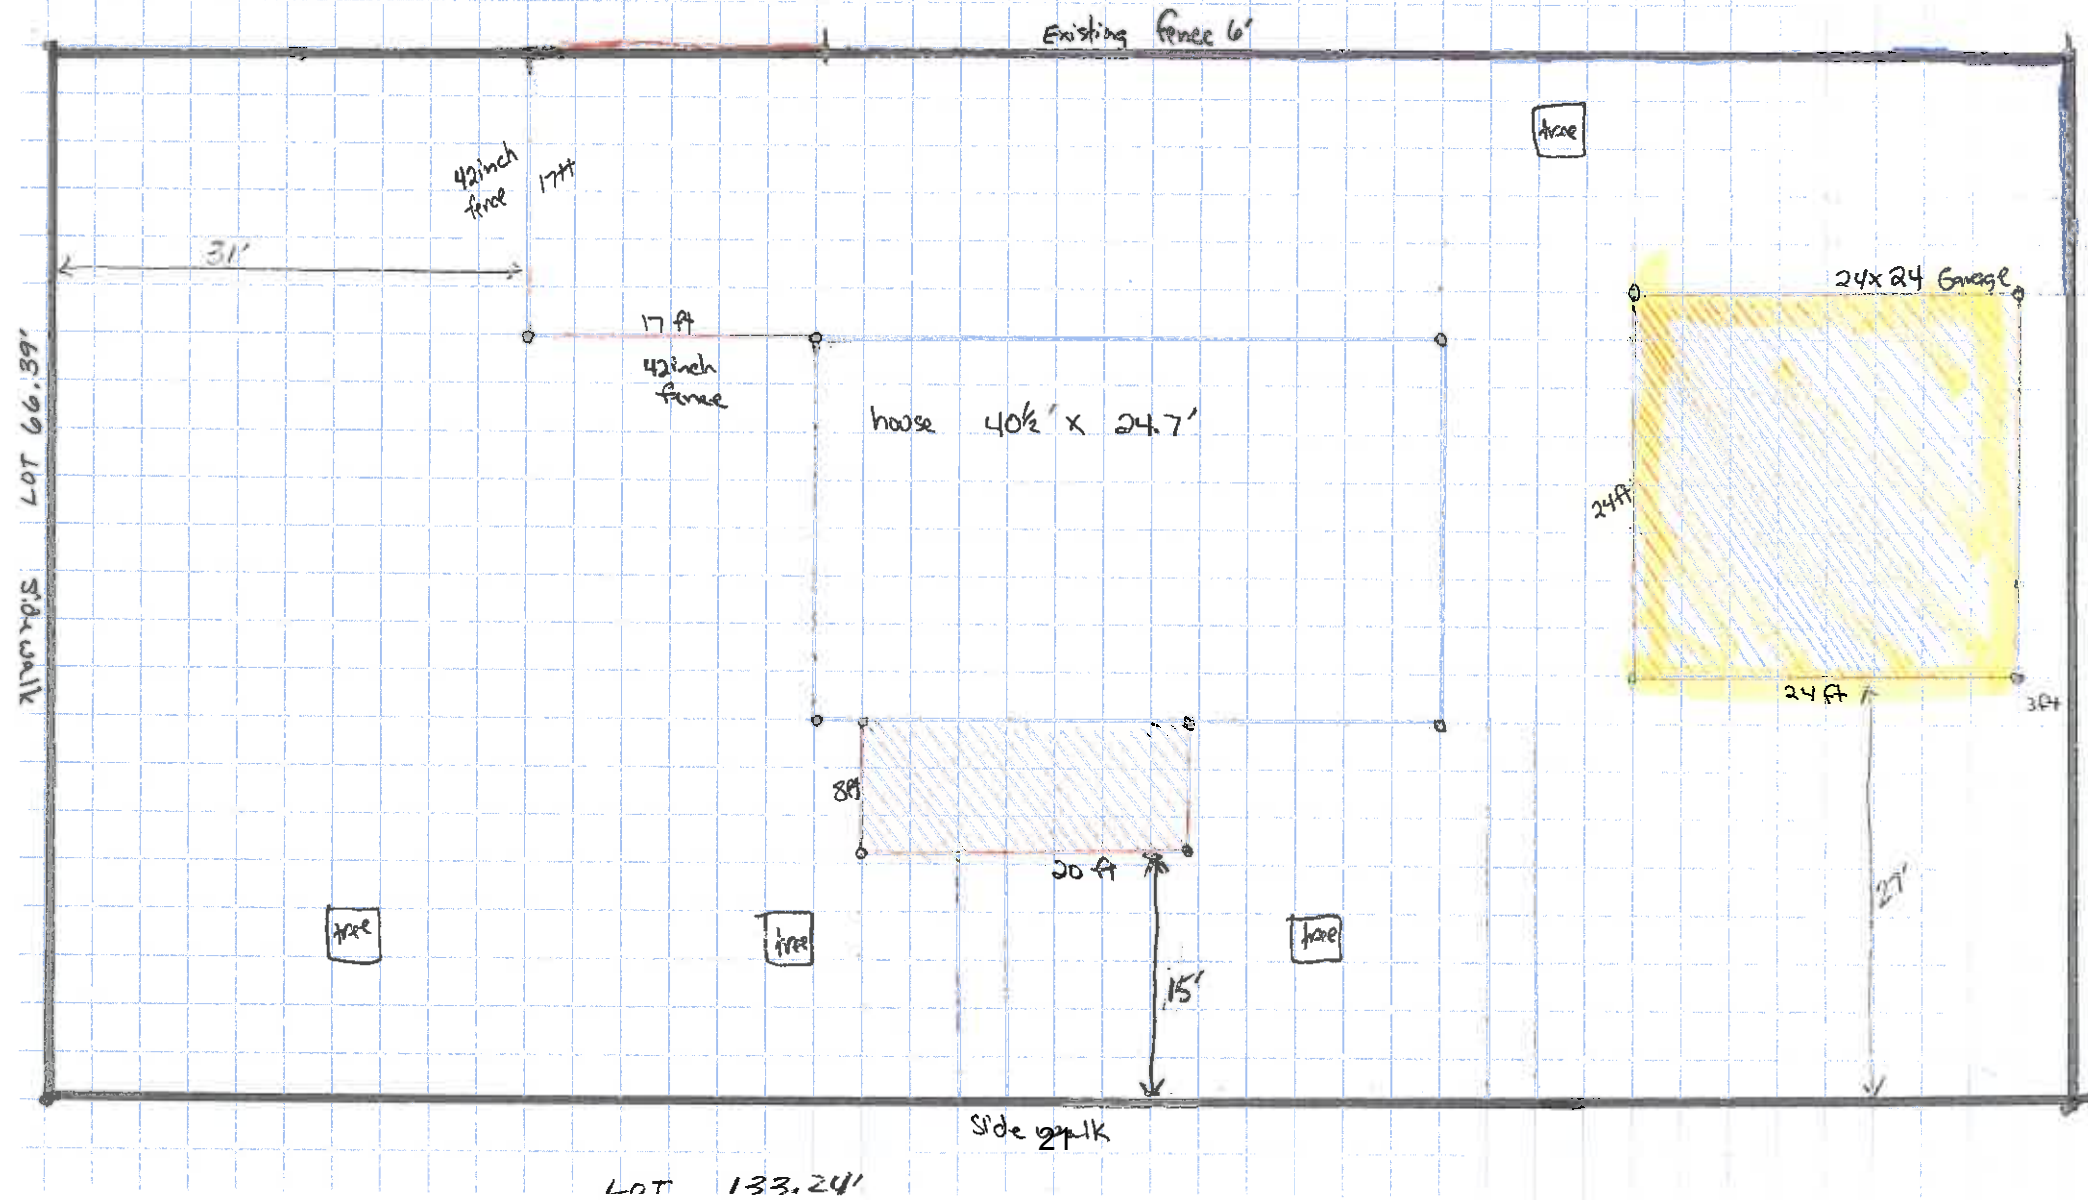 Existing fence 6'
tree
42inch
fence
17ft
31'
24x24 Garage
17 ft
42inch
fence
house 40½' x 24.7'
Sidewalk LOT 66.39'
24ft
24 ft
3ft
8ft
20 ft
27'
tree
tree
tree
15'
Side walk
21
LOT 133.24'